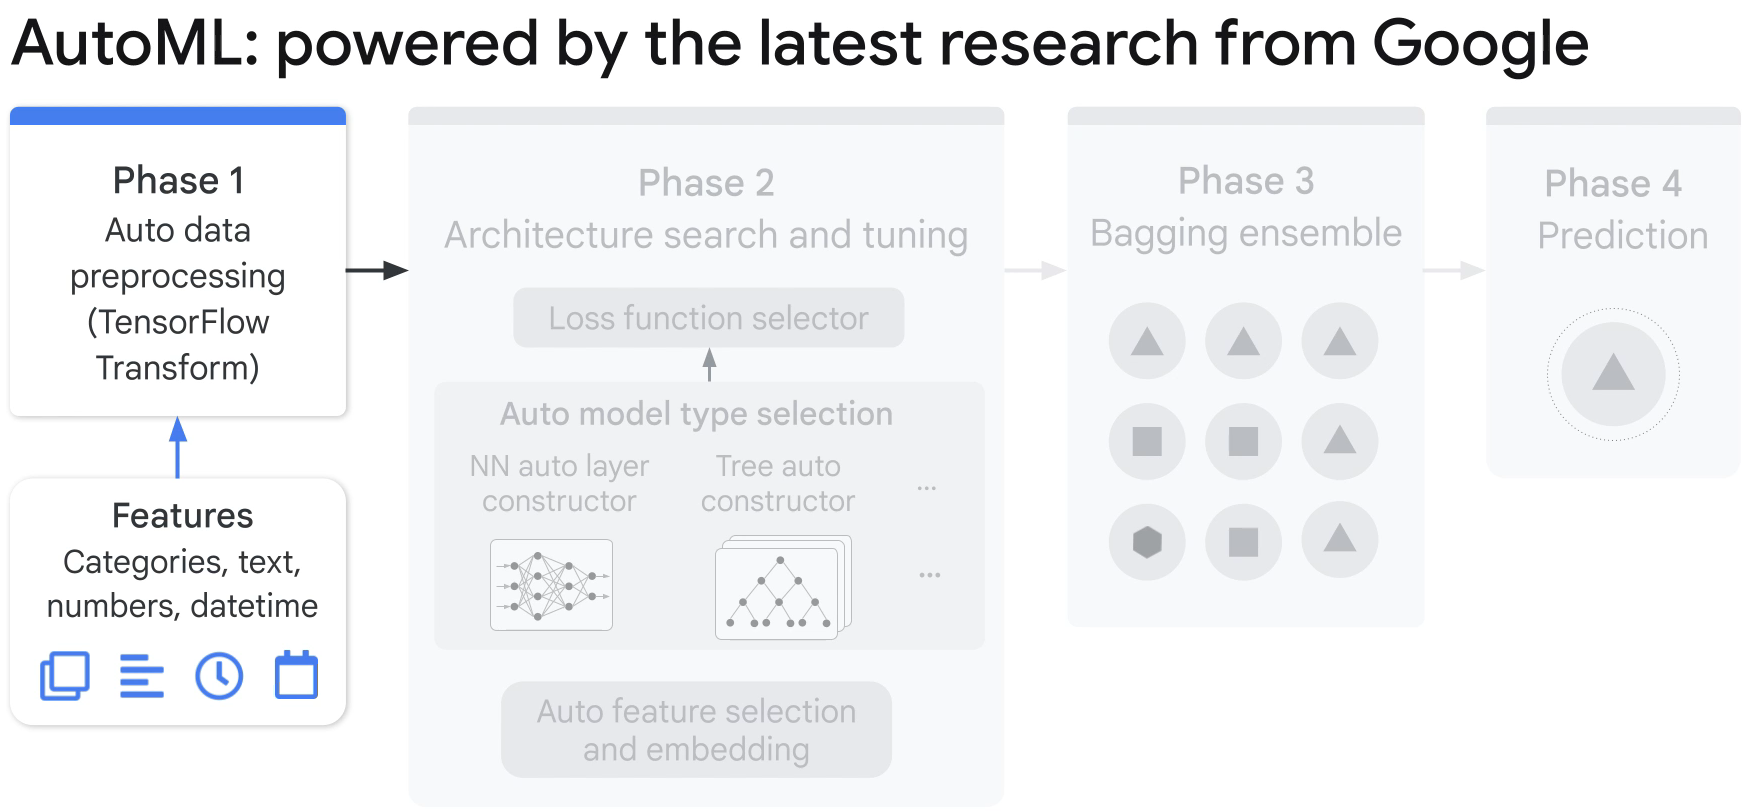 AutoML: powered by the latest research from Google
Phase 1
Auto data
preprocessing
(TensorFlow
Transform)
Features
Categories, text,
numbers, datetime
Phase 2
Architecture search and tuning
Loss function selector
Auto model type selection
NN auto layer
constructor
Tree auto
constructor
...
...
Auto feature selection
and embedding
Phase 3
Bagging ensemble
Phase 4
Prediction